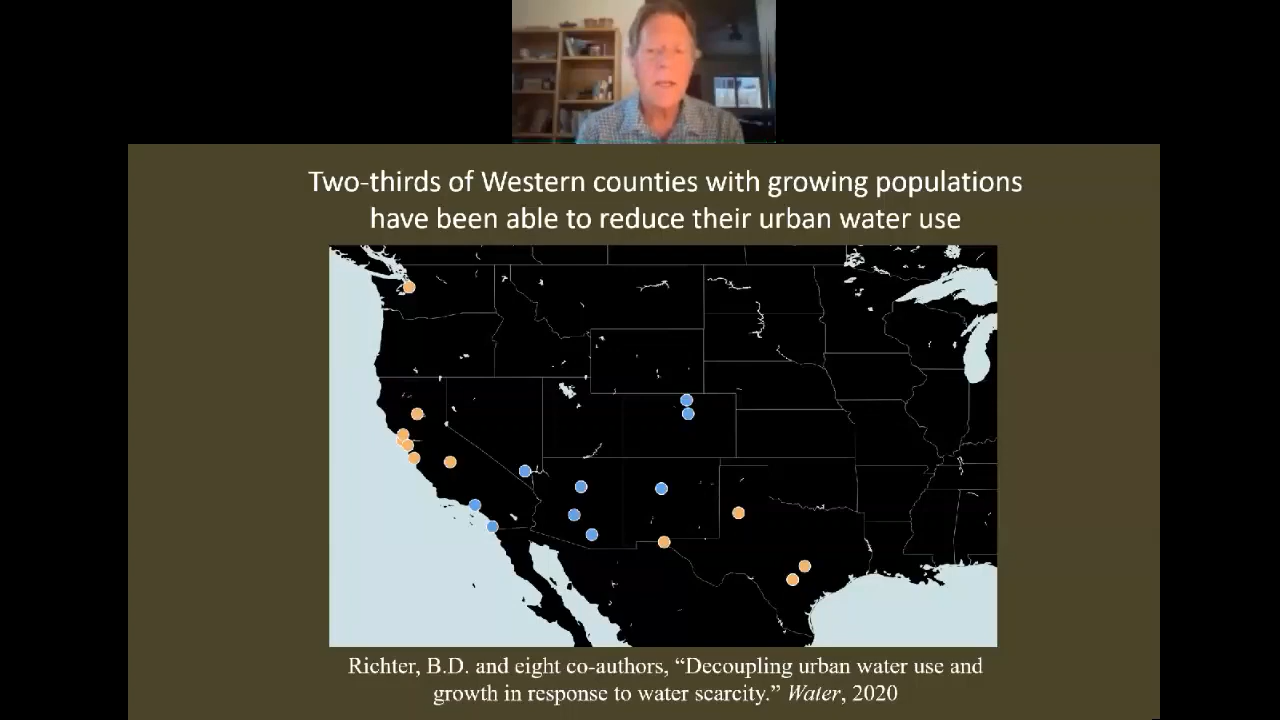 Two-thirds of Western counties with growing populations
have been able to reduce their urban water use
Richter, B.D. and eight co-authors, “Decoupling urban water use and
growth in response to water scarcity.” Water, 2020